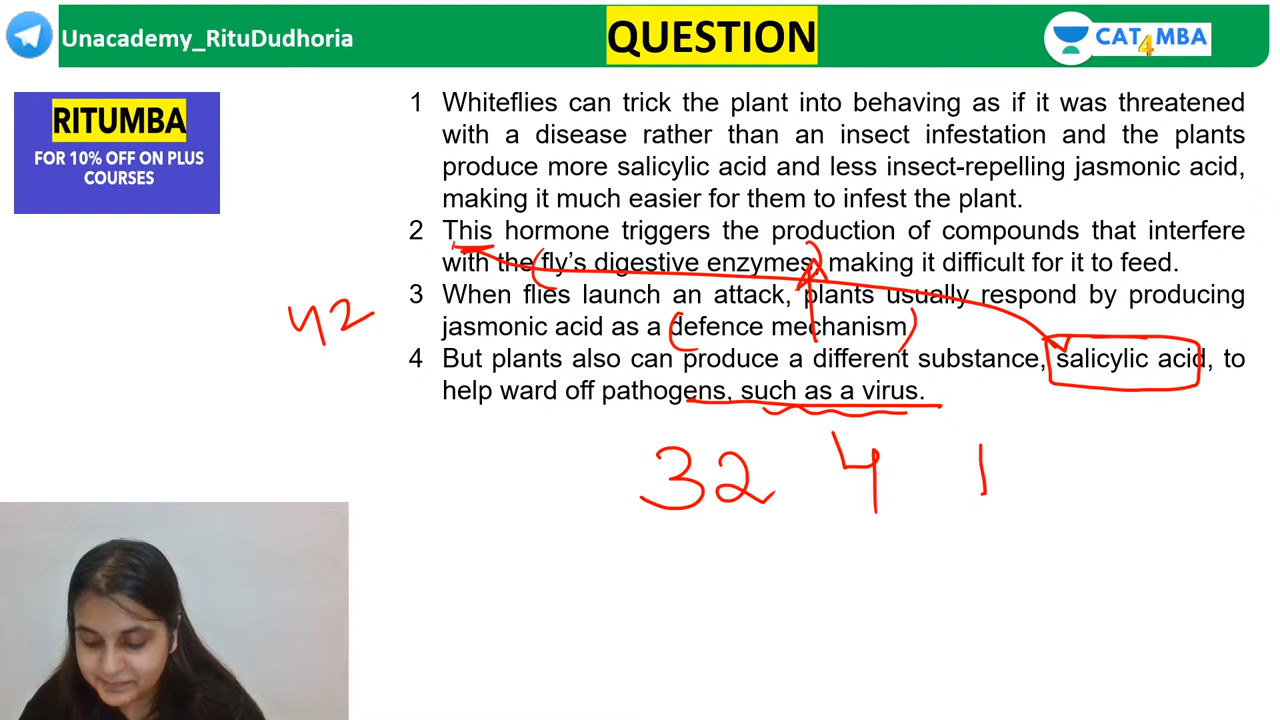 Unacademy_RituDudhoria
QUESTION
CAT4MBA
RITUMBA
FOR 10% OFF ON PLUS
COURSES
1 Whiteflies can trick the plant into behaving as if it was threatened
with a disease rather than an insect infestation and the plants
produce more salicylic acid and less insect-repelling jasmonic acid,
making it much easier for them to infest the plant.
2 This hormone triggers the production of compounds that interfere
with the fly's digestive enzymes, making it difficult for it to feed.
3 When flies launch an attack, plants usually respond by producing
jasmonic acid as a defence mechanism
4 But plants also can produce a different substance, salicylic acid, to
help ward off pathogens, such as a virus.
42
32 4 1